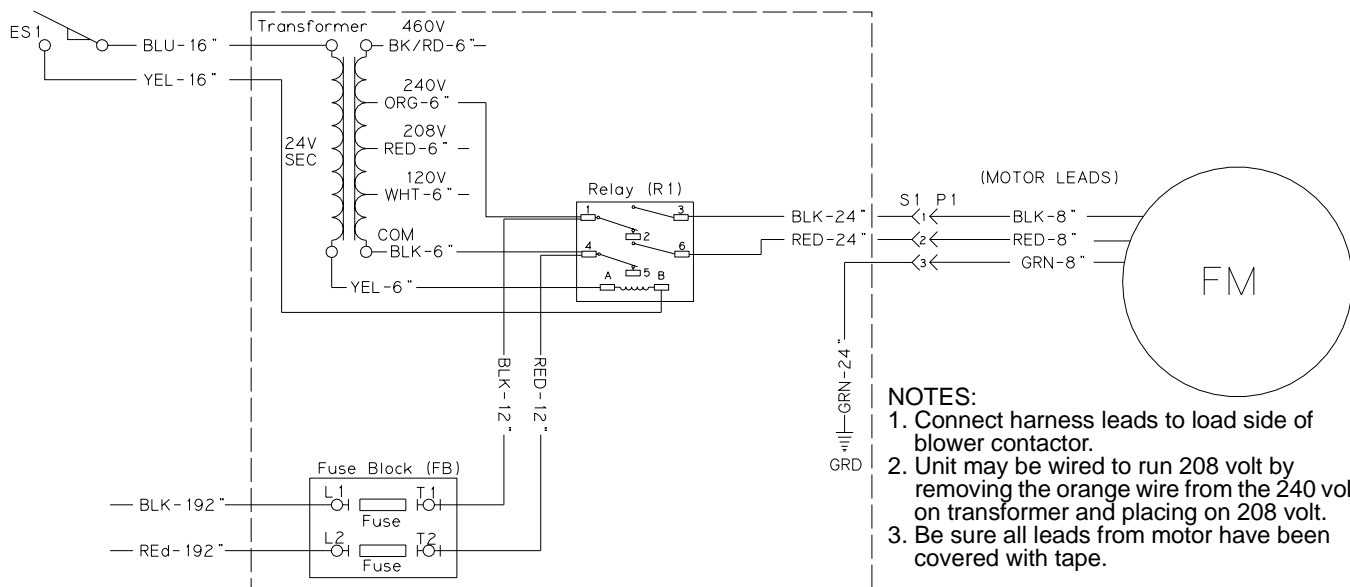 ES1
BLU-16"
YEL-16"
Transformer
460V
BK/RD-6"
240V
ORG-6"
24V
SEC
208V
RED-6"
120V
WHT-6"
COM
BLK-6"
YEL-6"
Relay (R1)
1
3
2
4
6
5
A
B
BLK-24"
RED-24"
S1 P1
1
2
3
(MOTOR LEADS)
BLK-8"
RED-8"
GRN-8"
FM
GRN-24"
GRD
BLK-12"
RED-12"
Fuse Block (FB)
BLK-192"
L1
T1
Fuse
REd-192"
L2
T2
Fuse
NOTES:
1. Connect harness leads to load side of
blower contactor.
2. Unit may be wired to run 208 volt by
removing the orange wire from the 240 vol
on transformer and placing on 208 volt.
3. Be sure all leads from motor have been
covered with tape.